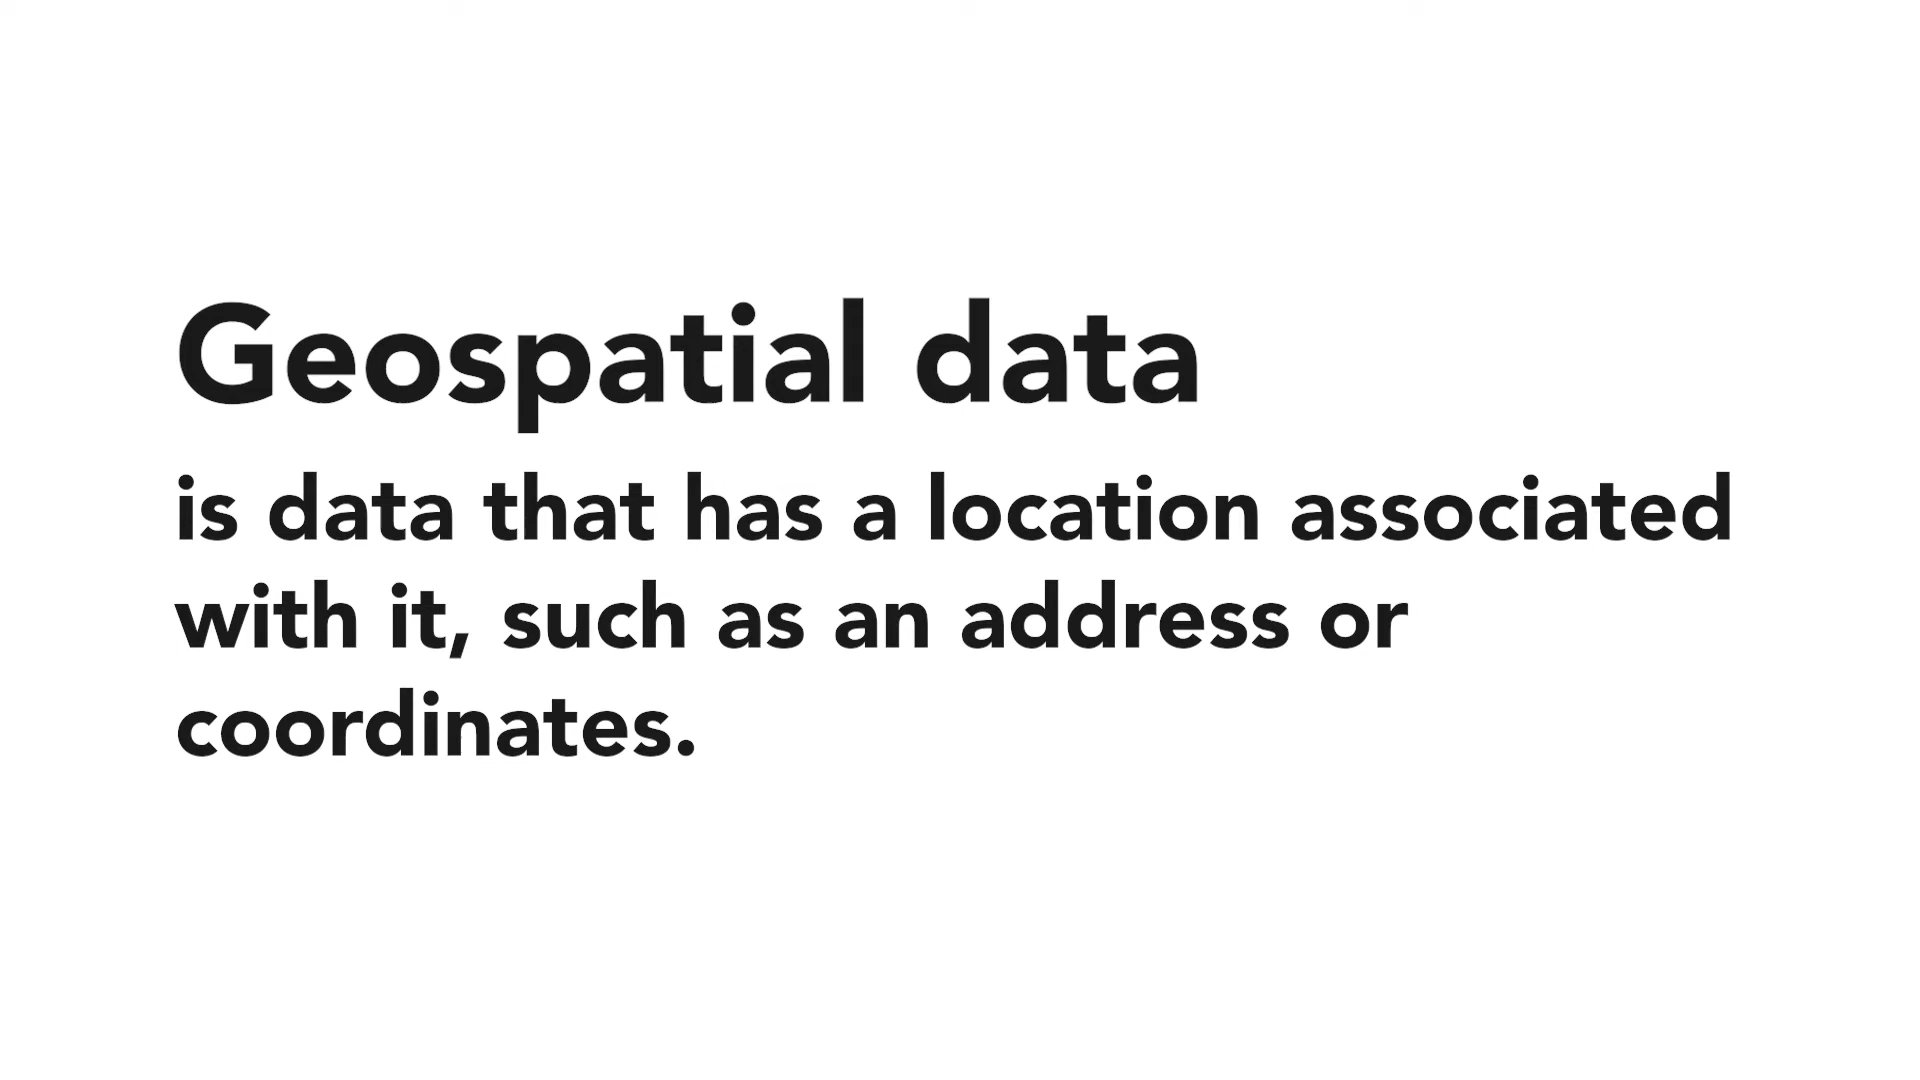 Geospatial data
is data that has a location associated
with it, such as an address or
coordinates.